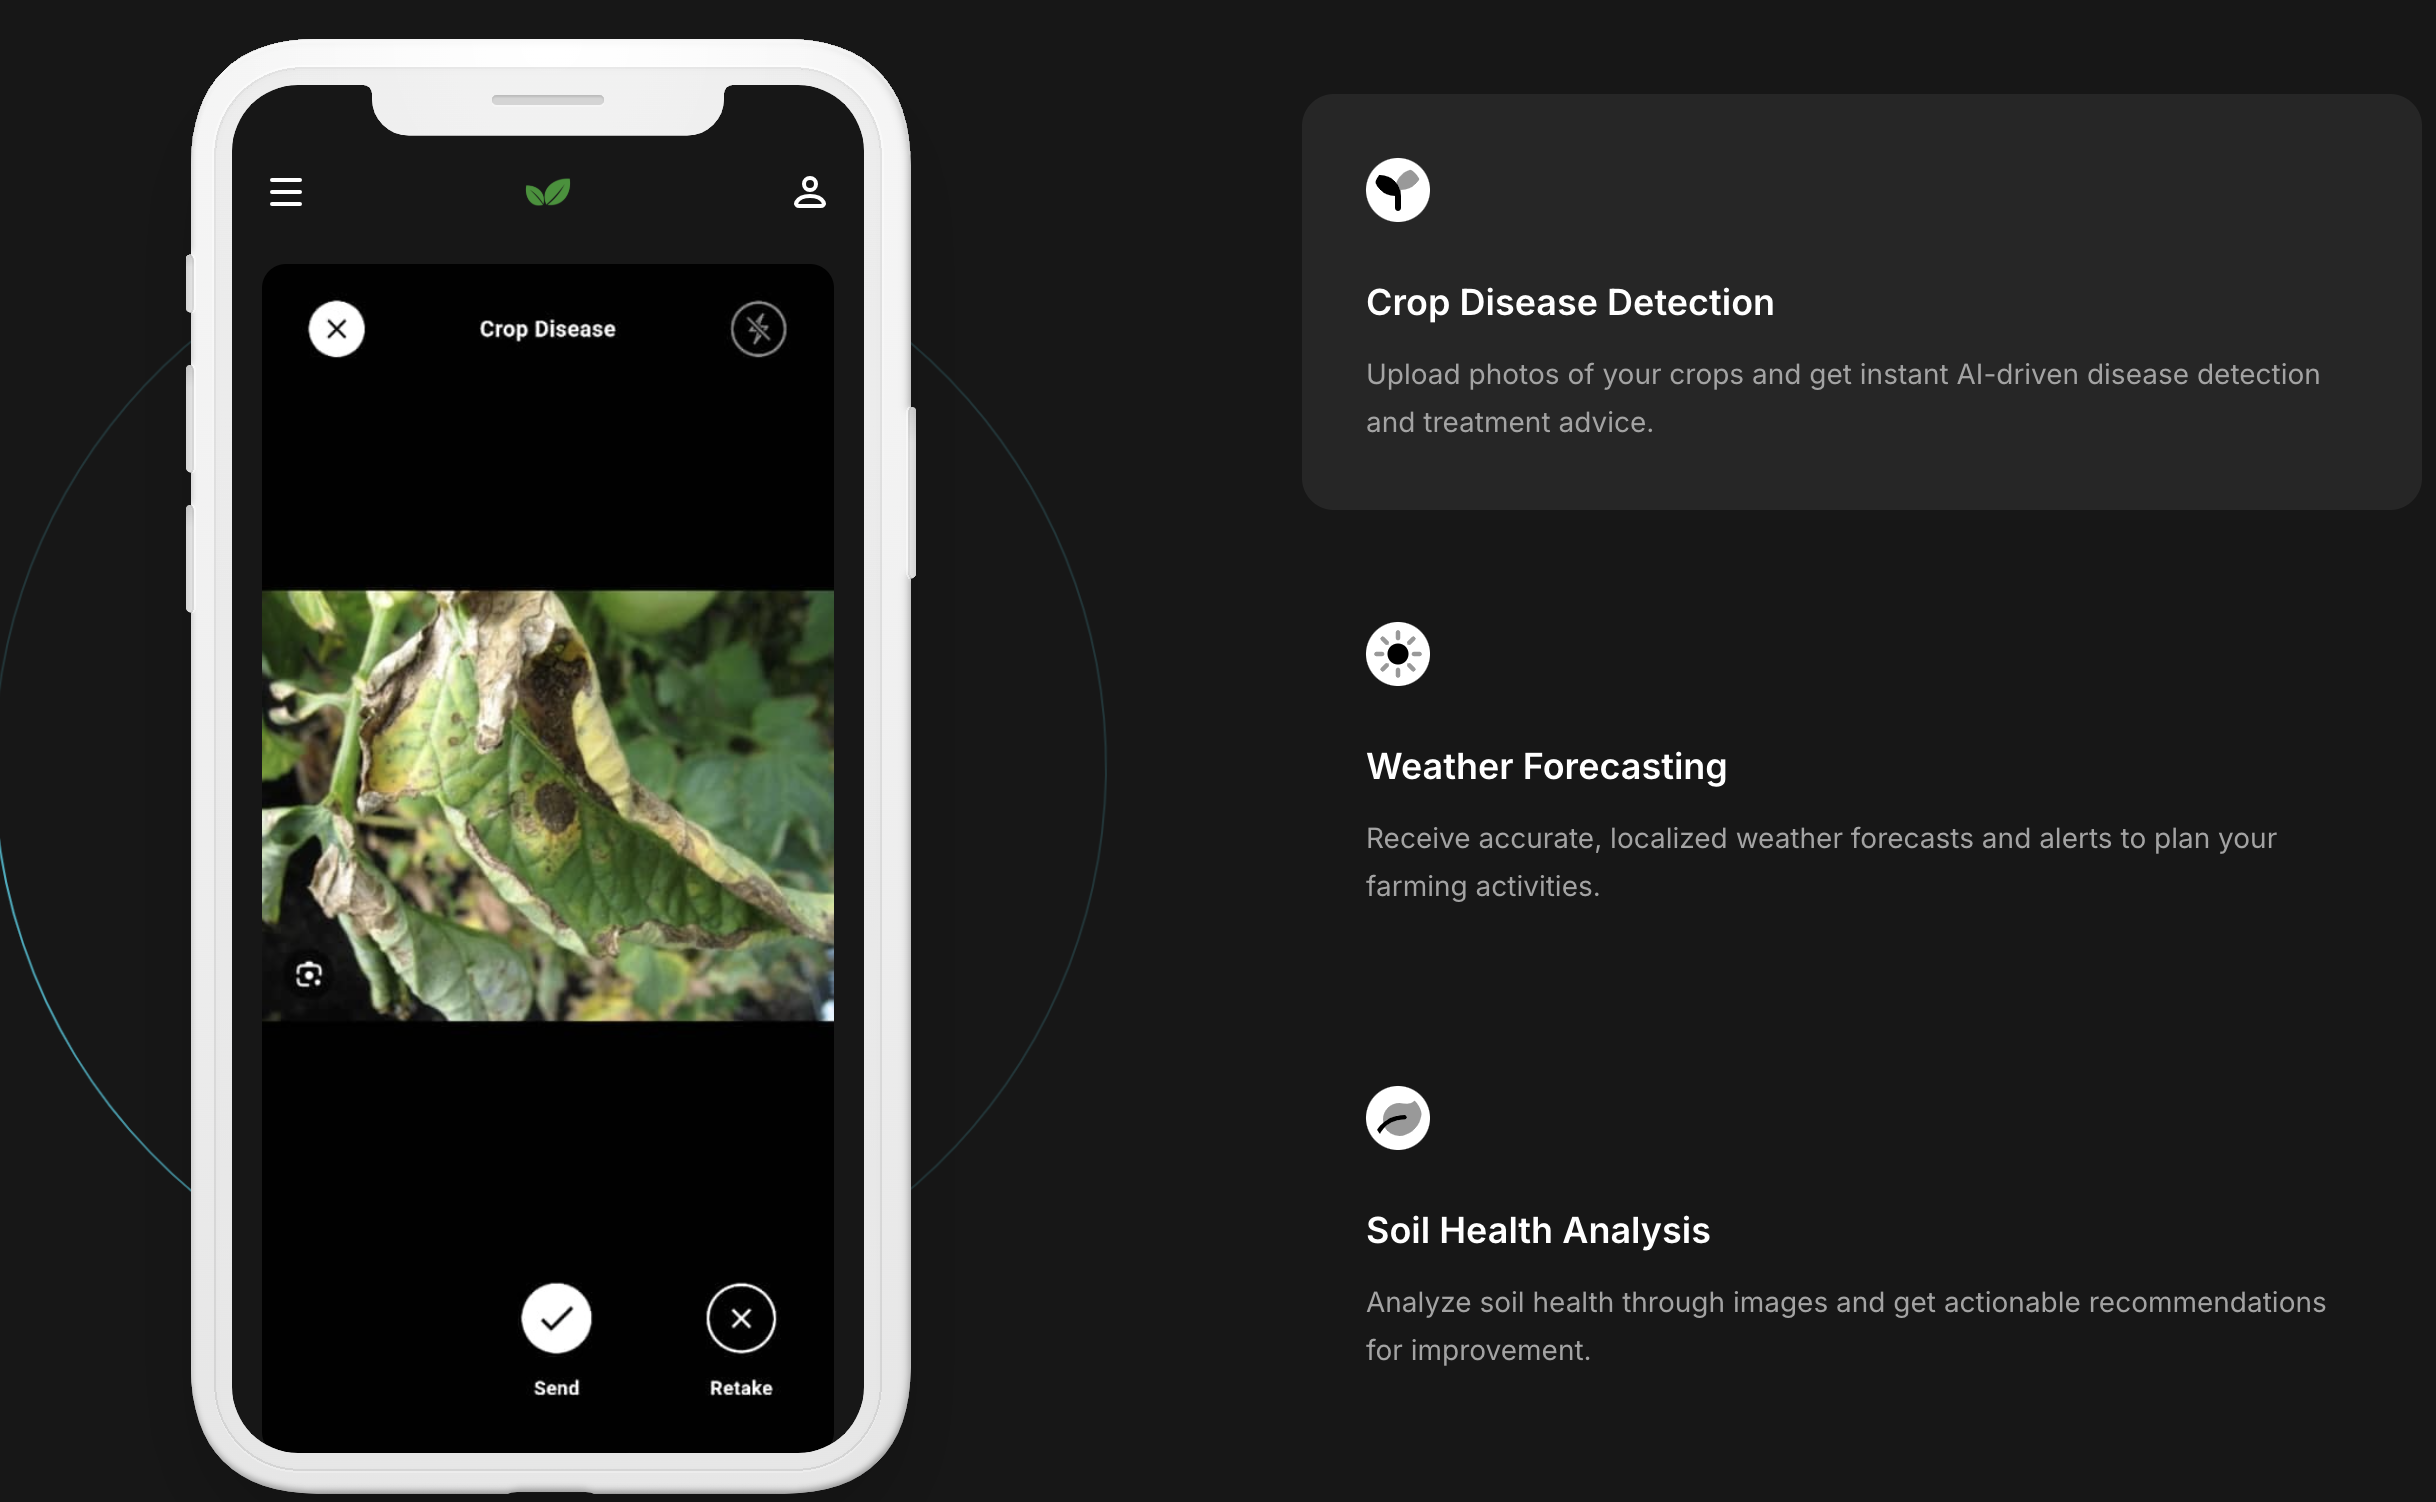 Crop Disease
Send
Retake
Crop Disease Detection
Upload photos of your crops and get instant AI-driven disease detection
and treatment advice.
Weather Forecasting
Receive accurate, localized weather forecasts and alerts to plan your
farming activities.
Soil Health Analysis
Analyze soil health through images and get actionable recommendations
for improvement.